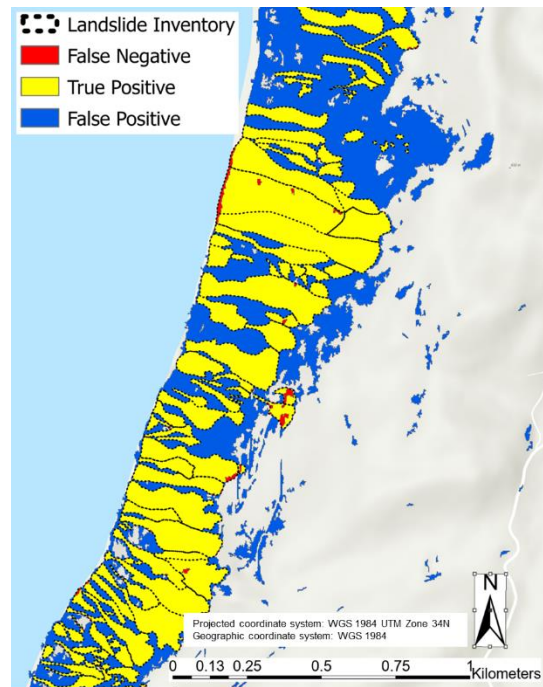 Landslide Inventory
False Negative
True Positive
False Positive
N
Projected coordinate system: WGS 1984 UTM Zone 34N
Geographic coordinate system: WGS 1984
0 0.13 0.25 0.5 0.75 1
Kilometers